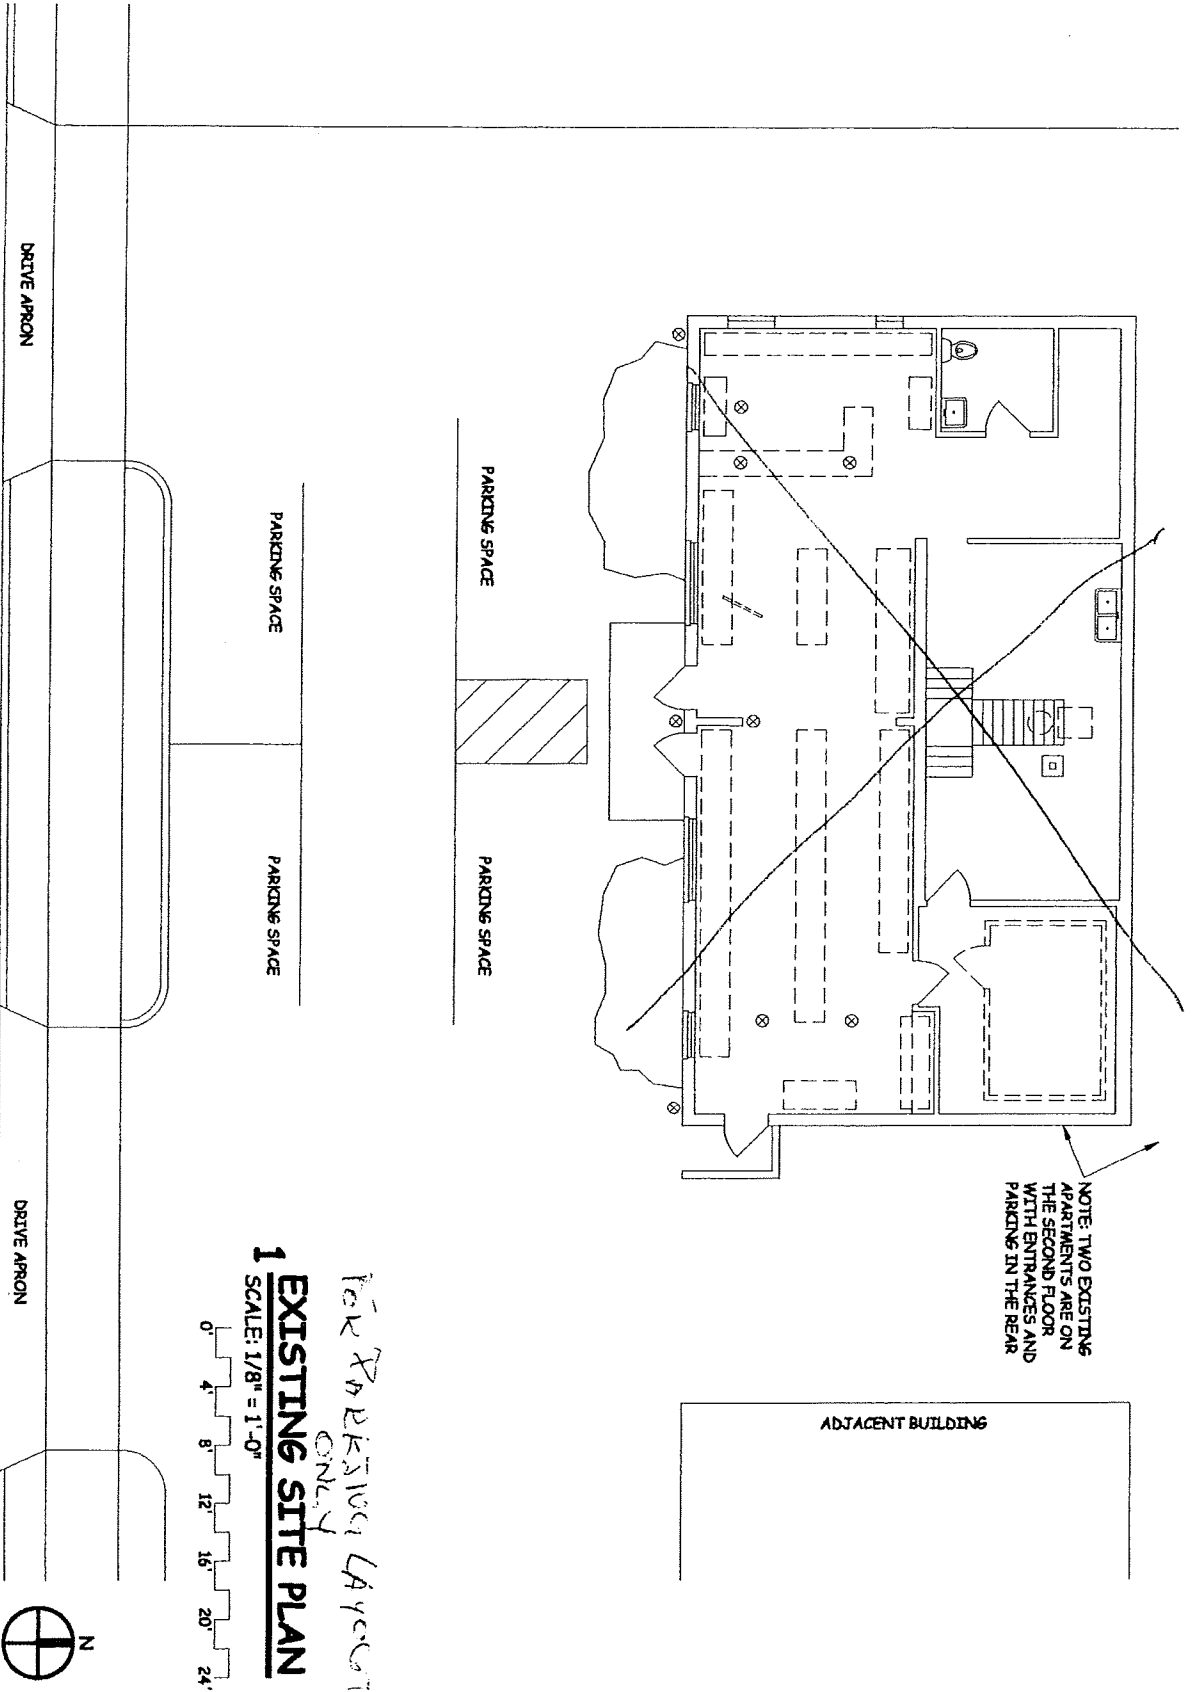 NOTE: TWO EXISTING
APARTMENTS ARE ON
THE SECOND FLOOR
WITH ENTRANCES AND
PARKING IN THE REAR
ADJACENT BUILDING
PARKING SPACE
PARKING SPACE
PARKING SPACE
PARKING SPACE
DRIVE APRON
DRIVE APRON
FOR PARKING LAYOUT
ONLY
1 EXISTING SITE PLAN
SCALE: 1/8" = 1'-0"
0' 4' 8' 12' 16' 20' 24'
N